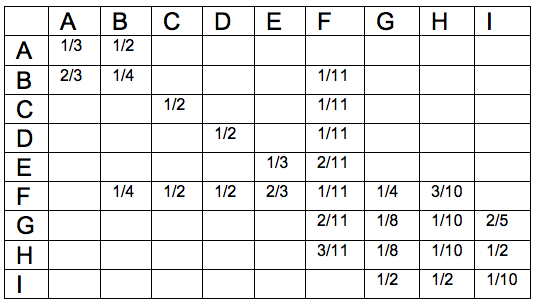 A B C D E F G H I
A 1/3 1/2
B 2/3 1/4 1/11
C 1/2 1/11
D 1/2 1/11
E 1/3 2/11
F 1/4 1/2 1/2 2/3 1/11 1/4 3/10
G 2/11 1/8 1/10 2/5
H 3/11 1/8 1/10 1/2
I 1/2 1/2 1/10